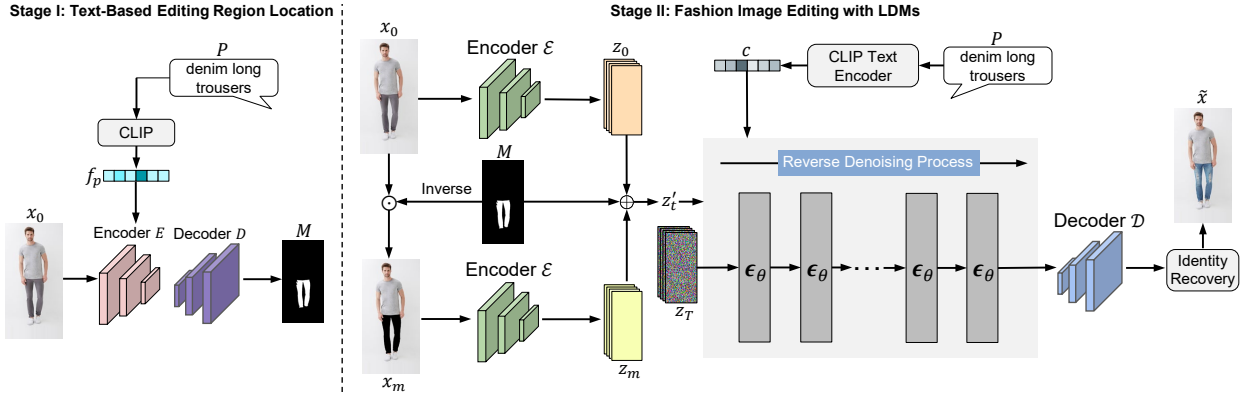 Stage I: Text-Based Editing Region Location
P
denim long
trousers
CLIP
f_p
x_0
Encoder E
Decoder D
M
Stage II: Fashion Image Editing with LDMs
x_0
Encoder ℰ
z_0
M
Inverse
x_m
Encoder ℰ
z_m
c
CLIP Text
Encoder
P
denim long
trousers
Reverse Denoising Process
z'_t
z_T
ϵ_θ
ϵ_θ
····
ϵ_θ
ϵ_θ
Decoder 𝒟
Identity
Recovery
x̃